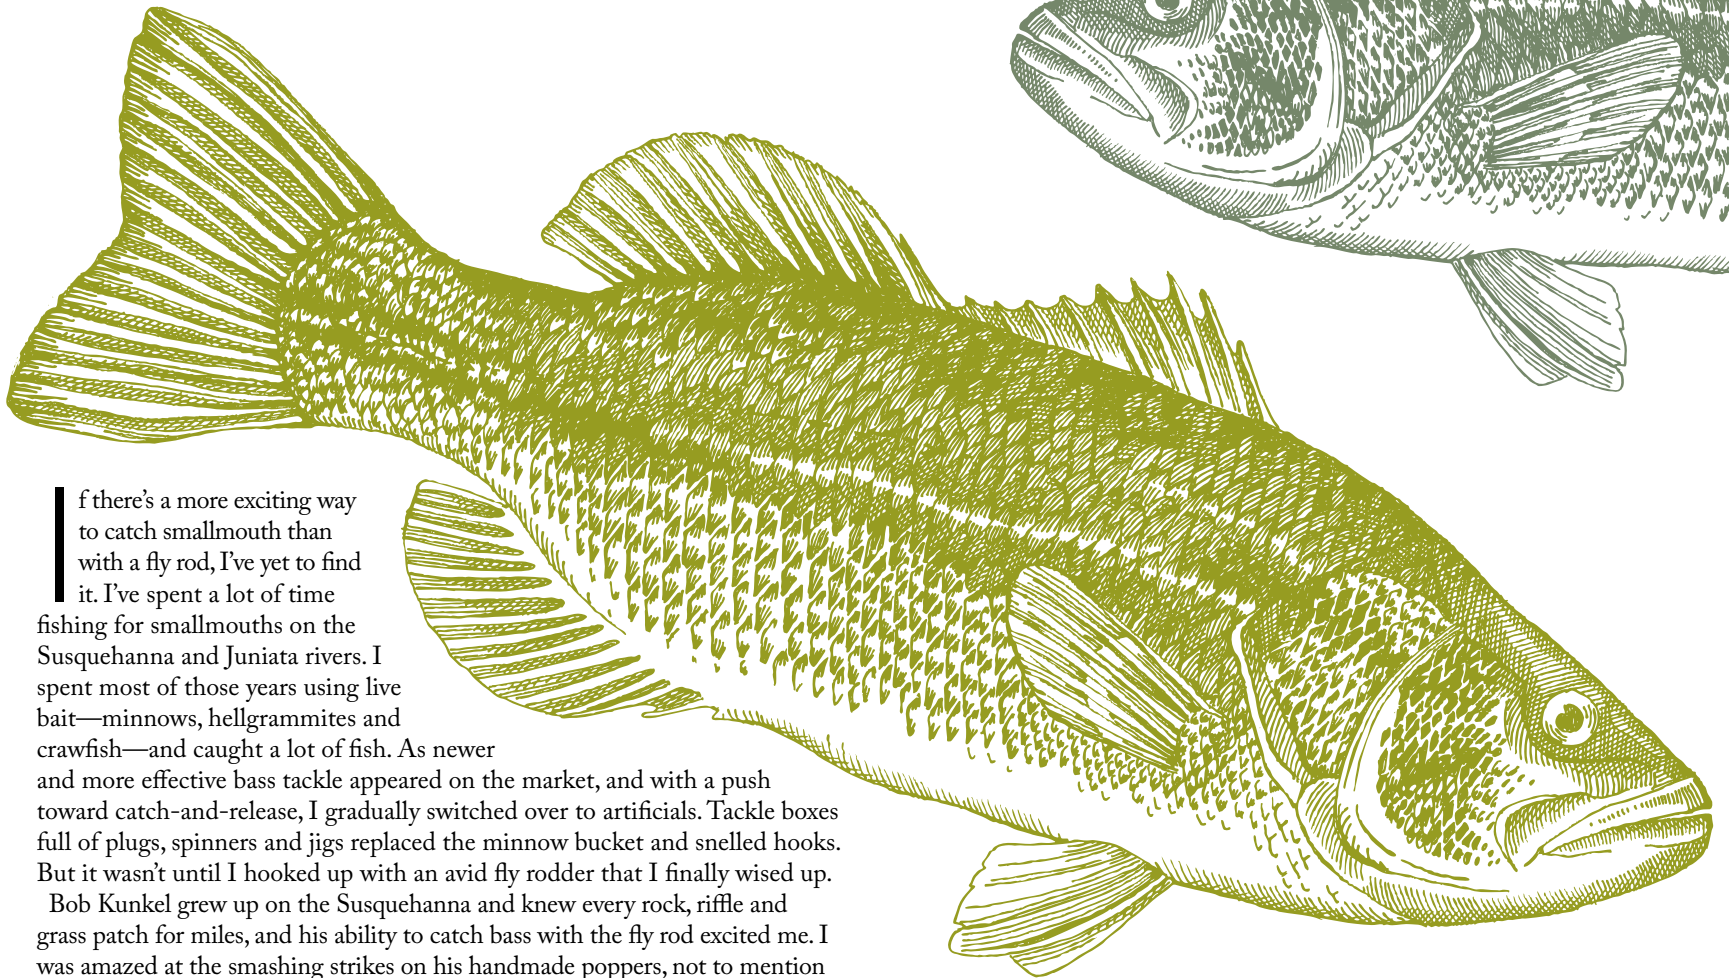 If there’s a more exciting way
to catch smallmouth than
with a fly rod, I’ve yet to find
it. I’ve spent a lot of time
fishing for smallmouths on the
Susquehanna and Juniata rivers. I
spent most of those years using live
bait—minnows, hellgrammites and
crawfish—and caught a lot of fish. As newer
and more effective bass tackle appeared on the market, and with a push
toward catch-and-release, I gradually switched over to artificials. Tackle boxes
full of plugs, spinners and jigs replaced the minnow bucket and snelled hooks.
But it wasn’t until I hooked up with an avid fly rodder that I finally wised up.
Bob Kunkel grew up on the Susquehanna and knew every rock, riffle and
grass patch for miles, and his ability to catch bass with the fly rod excited me. I
was amazed at the smashing strikes on his handmade poppers, not to mention